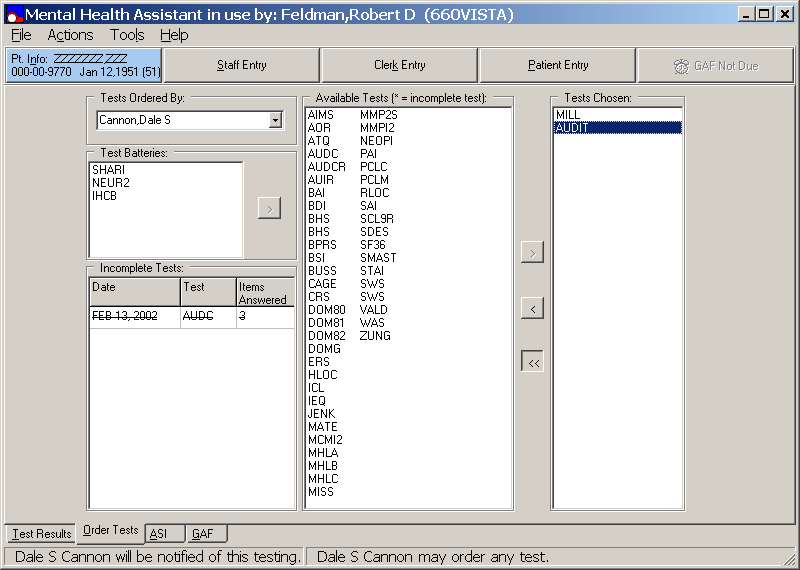 Mental Health Assistant in use by: Feldman,Robert D (660VISTA)
File Actions Tools Help
Pt. Info: ZZZZZZZZ,ZZZ
000-00-9770 Jan 12,1951 (51)
Staff Entry
Clerk Entry
Patient Entry
GAF Not Due
Tests Ordered By:
Cannon,Dale S
Test Batteries:
SHARI
NEUR2
IHCB
>
Incomplete Tests:
Date Test Items Answered
FEB 13, 2002 AUDC 3
Available Tests (* = incomplete test):
AIMS MMP2S
AOR MMPI2
ATQ NEOPI
AUDC PAI
AUDCR PCLC
AUIR PCLM
BAI RLOC
BDI SAI
BHS SCL9R
BHS SDES
BPRS SF36
BSI SMAST
BUSS STAI
CAGE SWS
CRS SWS
DOM80 VALD
DOM81 WAS
DOM82 ZUNG
DOMG
ERS
HLOC
ICL
IEQ
JENK
MATE
MCMI2
MHLA
MHLB
MHLC
MISS
>
<
<<
Tests Chosen:
MILL
AUDIT
Test Results Order Tests ASI GAF
Dale S Cannon will be notified of this testing. Dale S Cannon may order any test.